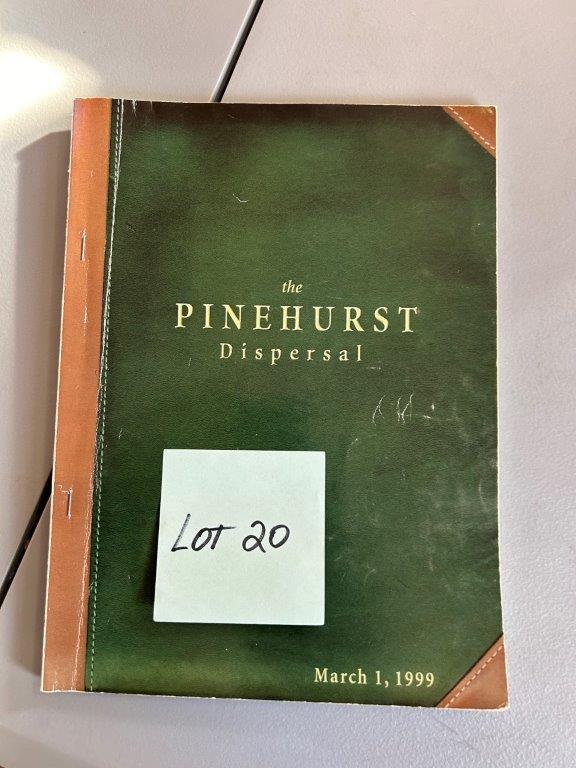 the
PINEHURST
Dispersal
LOT 20
March 1, 1999